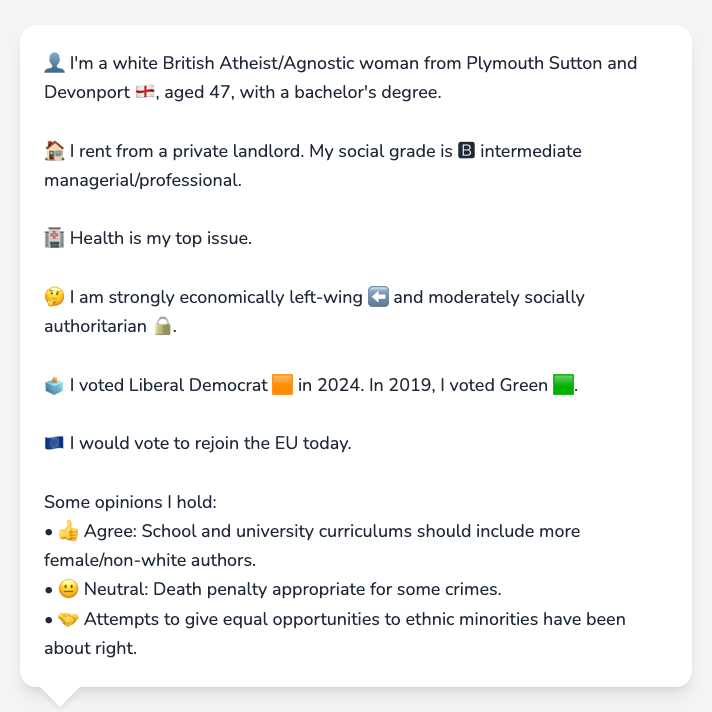 👤 I'm a white British Atheist/Agnostic woman from Plymouth Sutton and
Devonport 🏴󠁧󠁢󠁥󠁮󠁧󠁿, aged 47, with a bachelor's degree.
🏠 I rent from a private landlord. My social grade is 🅱 intermediate
managerial/professional.
🏥 Health is my top issue.
🤔 I am strongly economically left-wing ⬅️ and moderately socially
authoritarian 🔒.
🗳️ I voted Liberal Democrat 🟧 in 2024. In 2019, I voted Green 🟩.
🇪🇺 I would vote to rejoin the EU today.
Some opinions I hold:
• 👍 Agree: School and university curriculums should include more
female/non-white authors.
• 😐 Neutral: Death penalty appropriate for some crimes.
• 🤝 Attempts to give equal opportunities to ethnic minorities have been
about right.